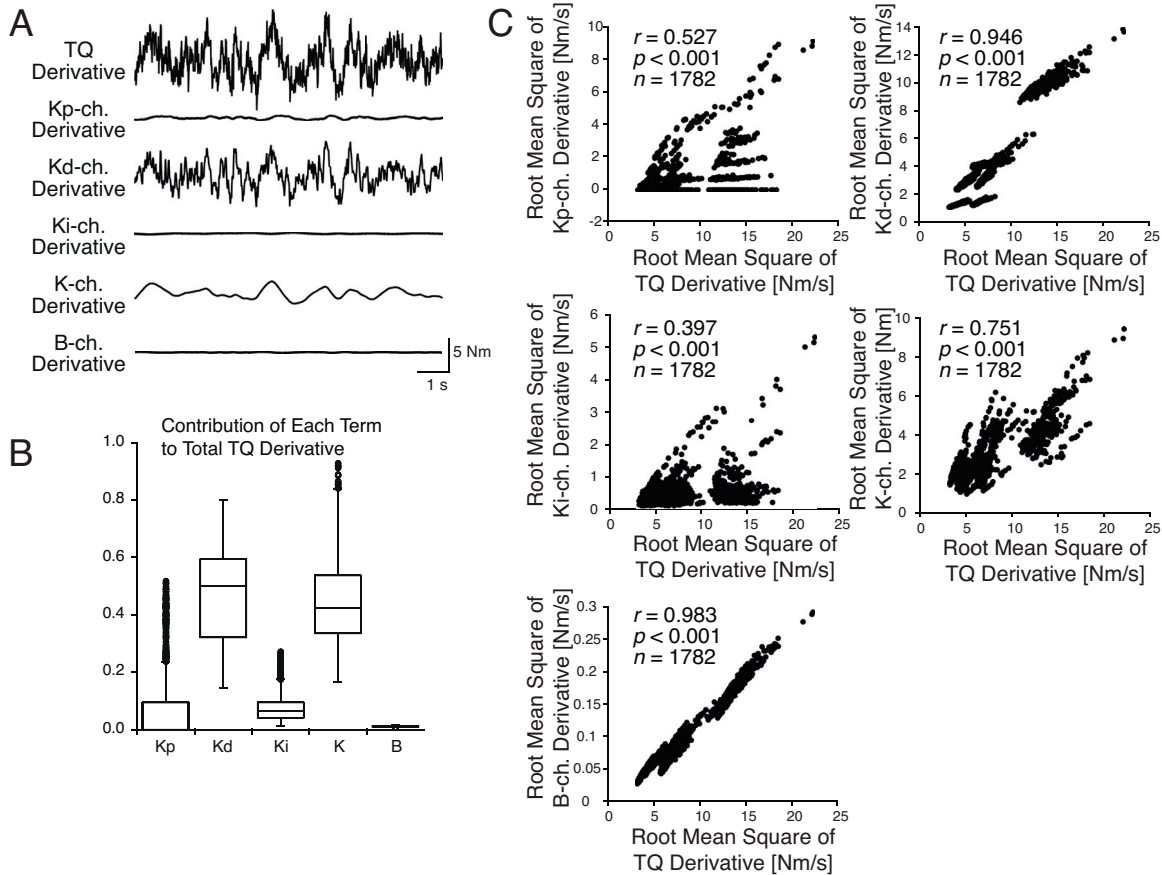 A
TQ
Derivative
Kp-ch.
Derivative
Kd-ch.
Derivative
Ki-ch.
Derivative
K-ch.
Derivative
B-ch.
Derivative
5 Nm
1 s
B
Contribution of Each Term
to Total TQ Derivative
1.0
0.8
0.6
0.4
0.2
0.0
Kp Kd Ki K B
C
Root Mean Square of
Kp-ch. Derivative [Nm/s]
10
8
6
4
2
0
-2
r = 0.527
p < 0.001
n = 1782
0 5 10 15 20 25
Root Mean Square of
TQ Derivative [Nm/s]
Root Mean Square of
Kd-ch. Derivative [Nm/s]
14
12
10
8
6
4
2
0
r = 0.946
p < 0.001
n = 1782
0 5 10 15 20 25
Root Mean Square of
TQ Derivative [Nm/s]
Root Mean Square of
Ki-ch. Derivative [Nm/s]
6
5
4
3
2
1
0
r = 0.397
p < 0.001
n = 1782
0 5 10 15 20 25
Root Mean Square of
TQ Derivative [Nm/s]
Root Mean Square of
K-ch. Derivative [Nm]
10
8
6
4
2
0
r = 0.751
p < 0.001
n = 1782
0 5 10 15 20 25
Root Mean Square of
TQ Derivative [Nm/s]
Root Mean Square of
B-ch. Derivative [Nm/s]
0.3
0.25
0.2
0.15
0.1
0.05
0
r = 0.983
p < 0.001
n = 1782
0 5 10 15 20 25
Root Mean Square of
TQ Derivative [Nm/s]